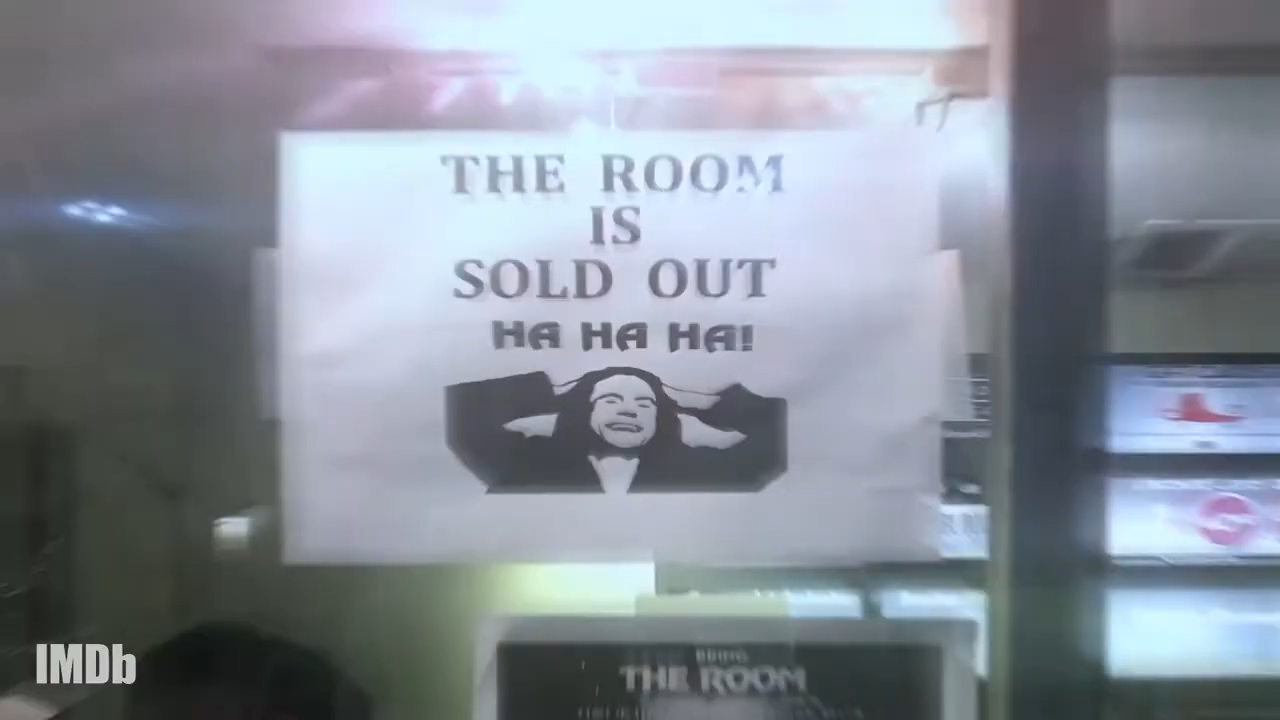 THE ROOM
IS
SOLD OUT
HA HA HA!
THE ROOM
IMDb